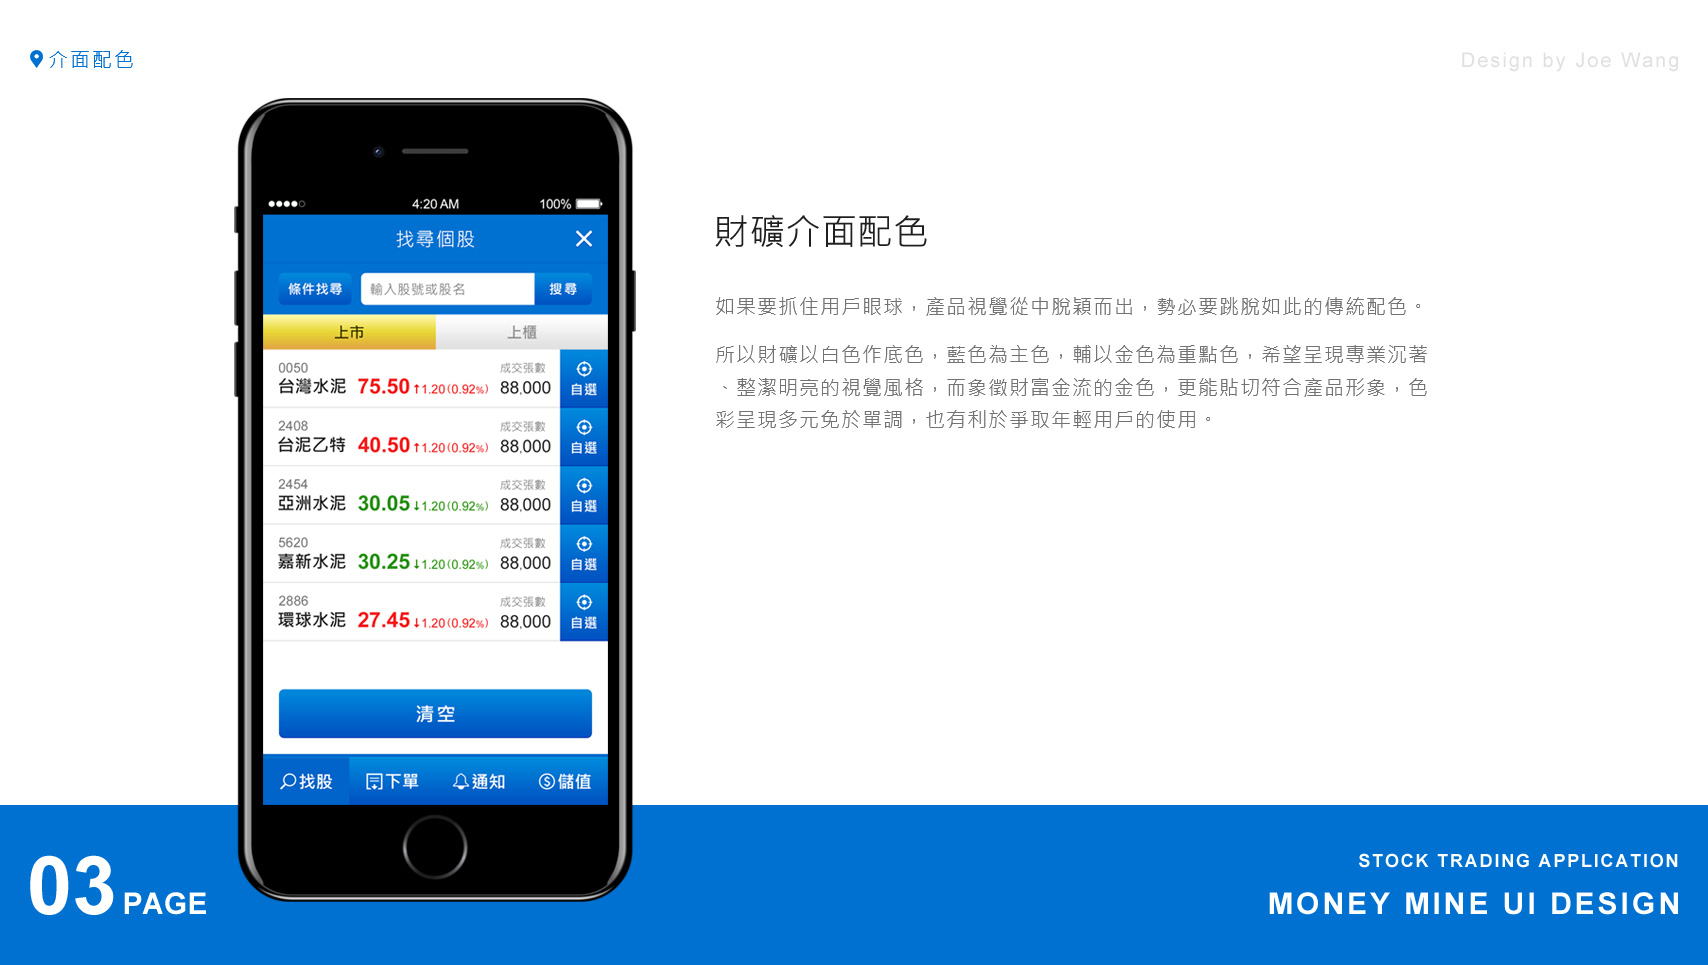 介面配色
Design by Joe Wang
4:20 AM 100%
找尋個股
條件找尋 輸入股號或股名 搜尋
上市 上櫃
0050 成交張數
台灣水泥 75.50 ↑1.20(0.92%) 88,000 自選
2408 成交張數
台泥乙特 40.50 ↑1.20(0.92%) 88,000 自選
2454 成交張數
亞洲水泥 30.05 ↓1.20(0.92%) 88,000 自選
5620 成交張數
嘉新水泥 30.25 ↓1.20(0.92%) 88,000 自選
2886 成交張數
環球水泥 27.45 ↓1.20(0.92%) 88,000 自選
清空
找股 下單 通知 儲值
財礦介面配色
如果要抓住用戶眼球，產品視覺從中脫穎而出，勢必要跳脫如此的傳統配色。
所以財礦以白色作底色，藍色為主色，輔以金色為重點色，希望呈現專業沉著
、整潔明亮的視覺風格，而象徵財富金流的金色，更能貼切符合產品形象，色
彩呈現多元免於單調，也有利於爭取年輕用戶的使用。
03 PAGE
STOCK TRADING APPLICATION
MONEY MINE UI DESIGN